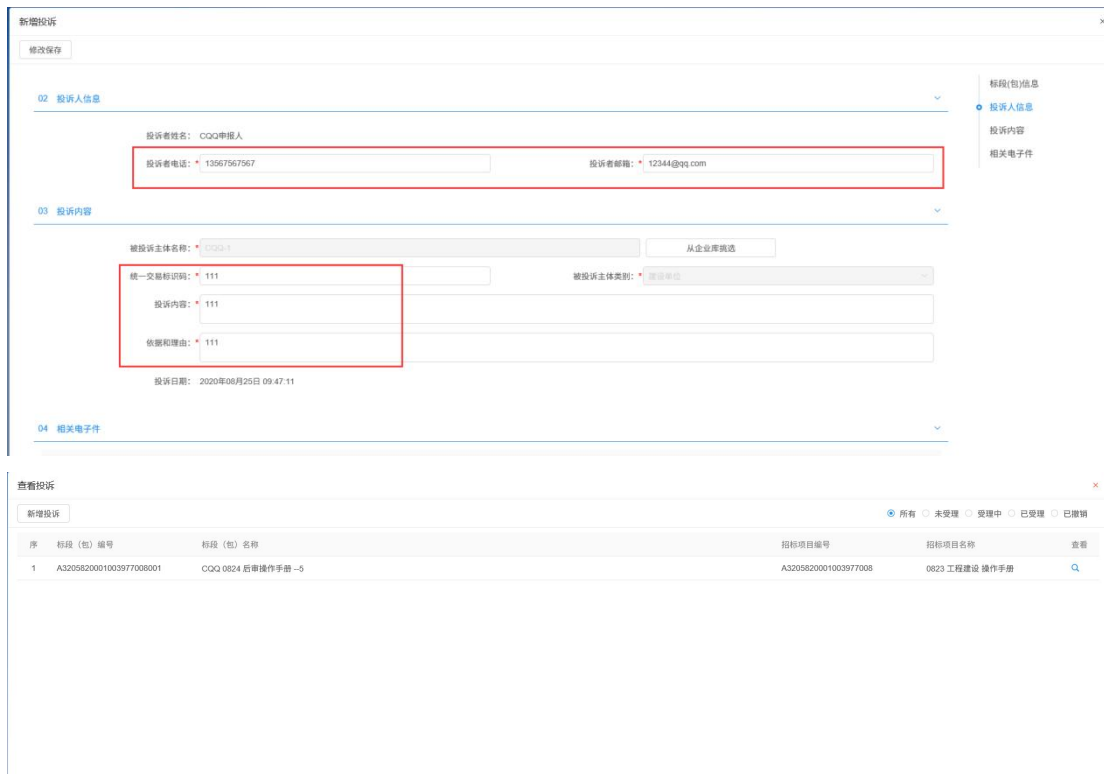 新增投诉 ×
修改保存
标段(包)信息
02 投诉人信息
投诉人信息
投诉者姓名: CQQ申报人
投诉内容
投诉者电话: * 13567567567 投诉者邮箱: * 12344@qq.com
相关电子件
03 投诉内容
被投诉主体名称: * CQQ-1 从企业库挑选
统一交易标识码: * 111 被投诉主体类别: * 建设单位
投诉内容: * 111
依据和理由: * 111
投诉日期: 2020年08月25日 09:47:11
04 相关电子件
查看投诉 ×
新增投诉 所有 未受理 受理中 已受理 已撤销
序 标段（包）编号 标段（包）名称 招标项目编号 招标项目名称 查看
1 A3205820001003977008001 CQQ 0824 后审操作手册 --5 A3205820001003977008 0823 工程建设 操作手册